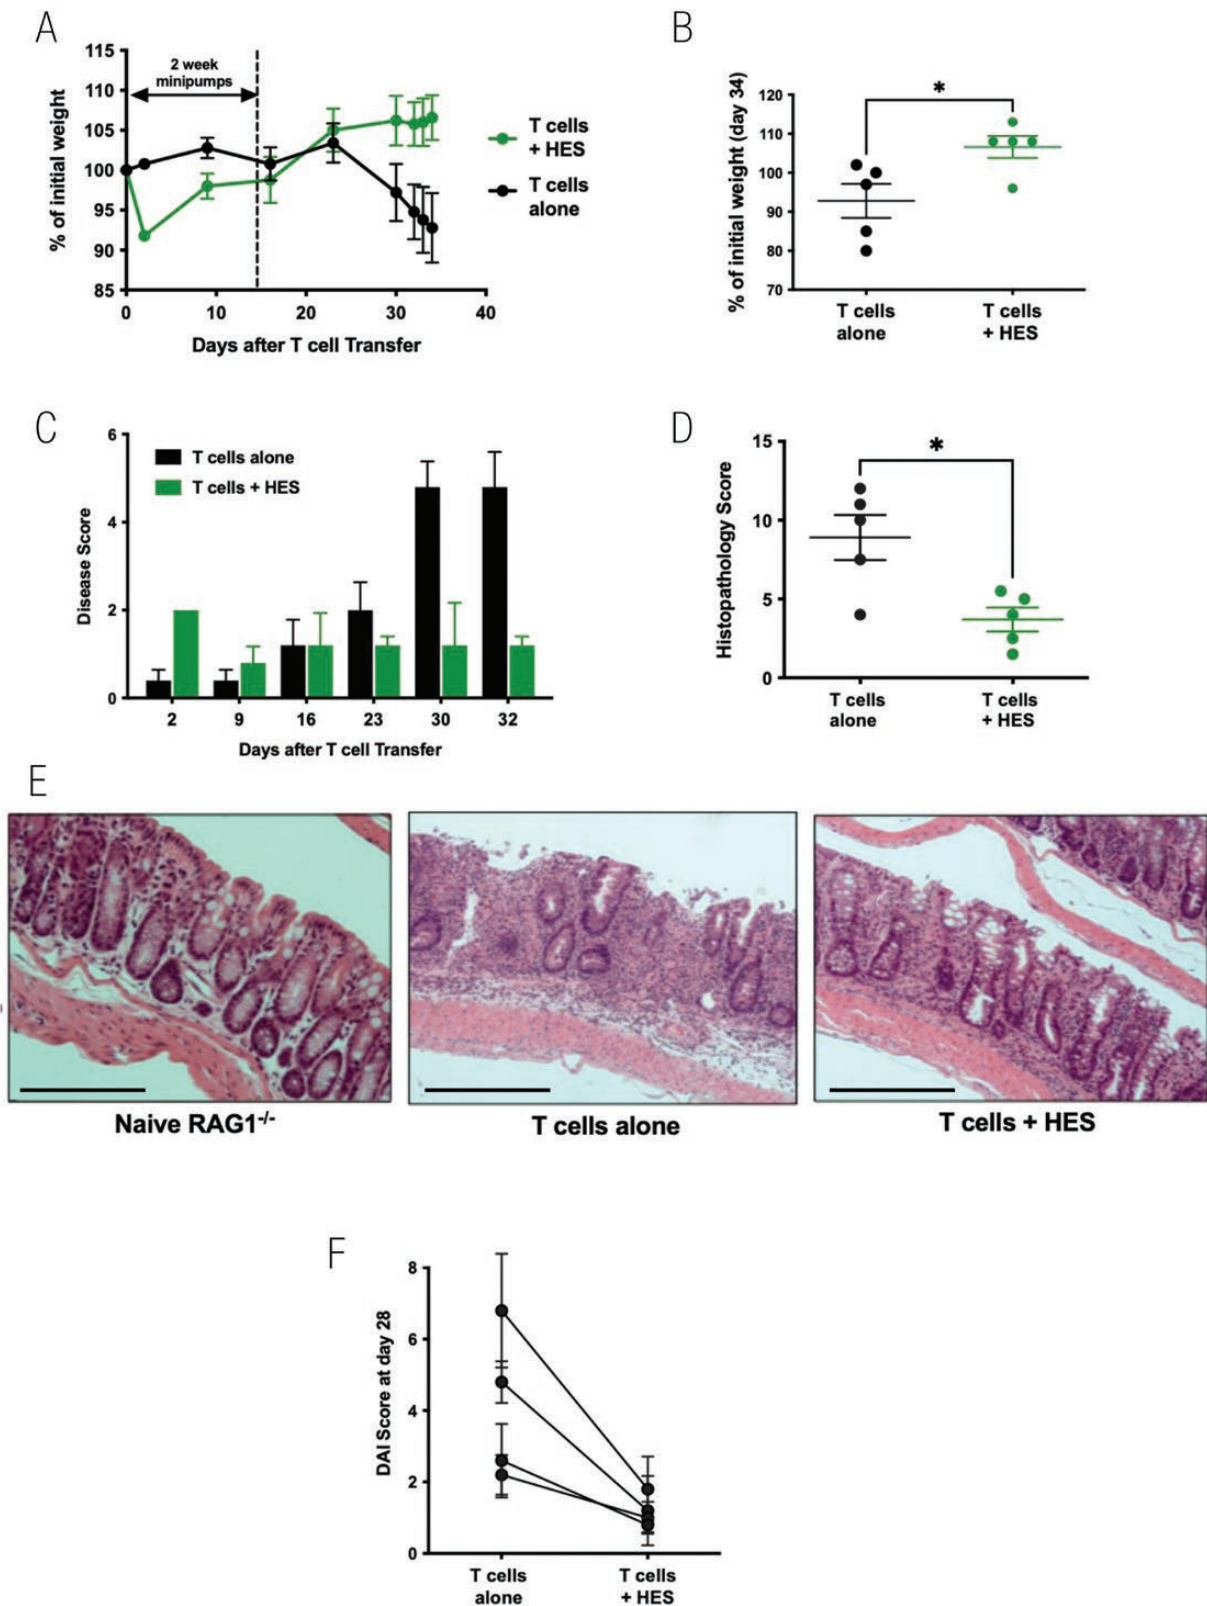 A
115
110
105
100
95
90
85
% of initial weight
2 week
minipumps
0
10
20
30
40
Days after T cell Transfer
T cells
+ HES
T cells
alone
B
% of initial weight (day 34)
120
110
100
90
80
70
*
T cells
alone
T cells
+ HES
C
Disease Score
6
4
2
0
T cells alone
T cells + HES
2
9
16
23
30
32
Days after T cell Transfer
D
Histopathology Score
15
10
5
0
*
T cells
alone
T cells
+ HES
E
Naive RAG1-/-
T cells alone
T cells + HES
F
DAI Score at day 28
8
6
4
2
0
T cells
alone
T cells
+ HES